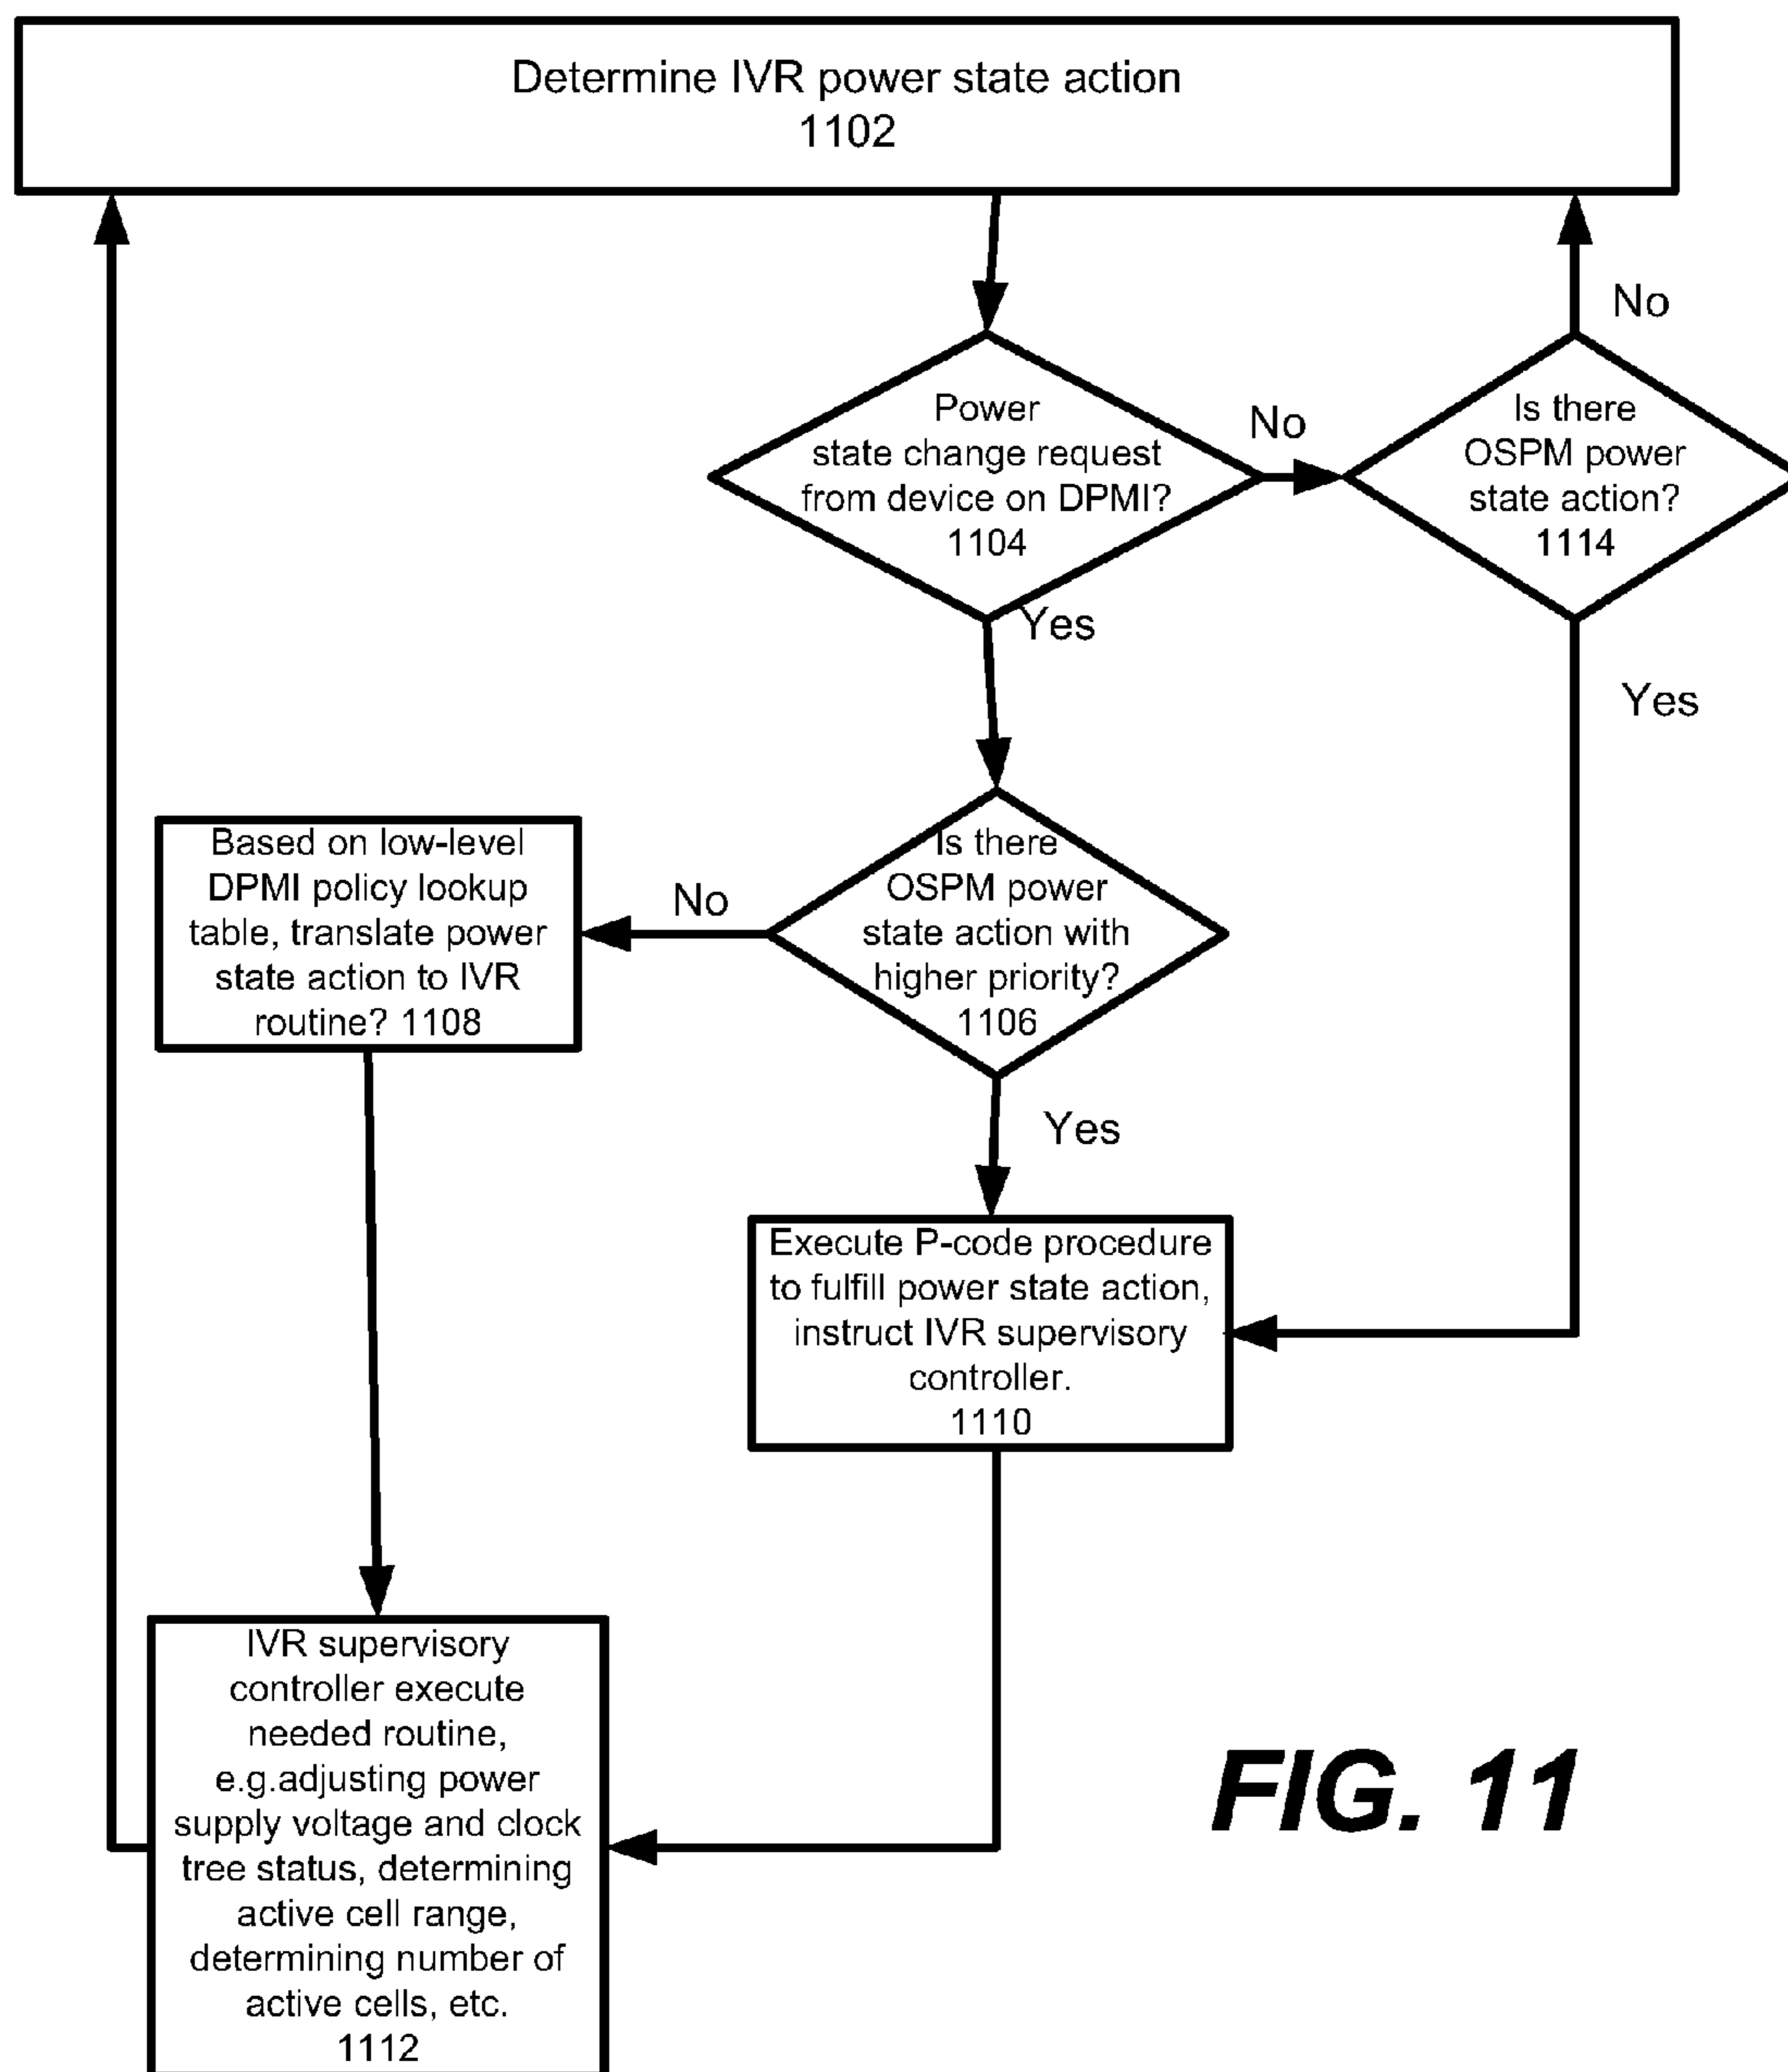 Determine IVR power state action
1102
No
Power
state change request
from device on DPMI?
1104
No
Is there
OSPM power
state action?
1114
Yes
Yes
Is there
OSPM power
state action with
higher priority?
1106
No
Based on low-level
DPMI policy lookup
table, translate power
state action to IVR
routine? 1108
Yes
Execute P-code procedure
to fulfill power state action,
instruct IVR supervisory
controller.
1110
IVR supervisory
controller execute
needed routine,
e.g.adjusting power
supply voltage and clock
tree status, determining
active cell range,
determining number of
active cells, etc.
1112
FIG. 11